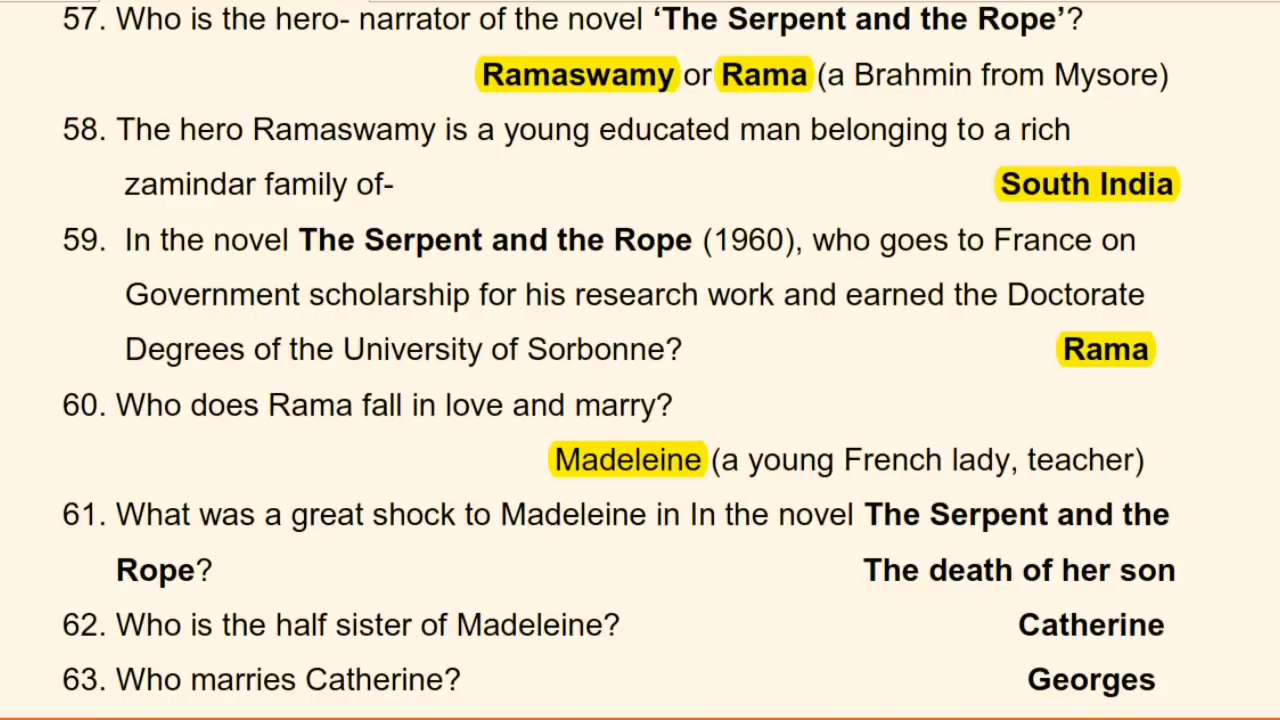 57. Who is the hero- narrator of the novel ‘The Serpent and the Rope’?
Ramaswamy or Rama (a Brahmin from Mysore)
58. The hero Ramaswamy is a young educated man belonging to a rich
zamindar family of- South India
59. In the novel The Serpent and the Rope (1960), who goes to France on
Government scholarship for his research work and earned the Doctorate
Degrees of the University of Sorbonne? Rama
60. Who does Rama fall in love and marry?
Madeleine (a young French lady, teacher)
61. What was a great shock to Madeleine in In the novel The Serpent and the
Rope? The death of her son
62. Who is the half sister of Madeleine? Catherine
63. Who marries Catherine? Georges